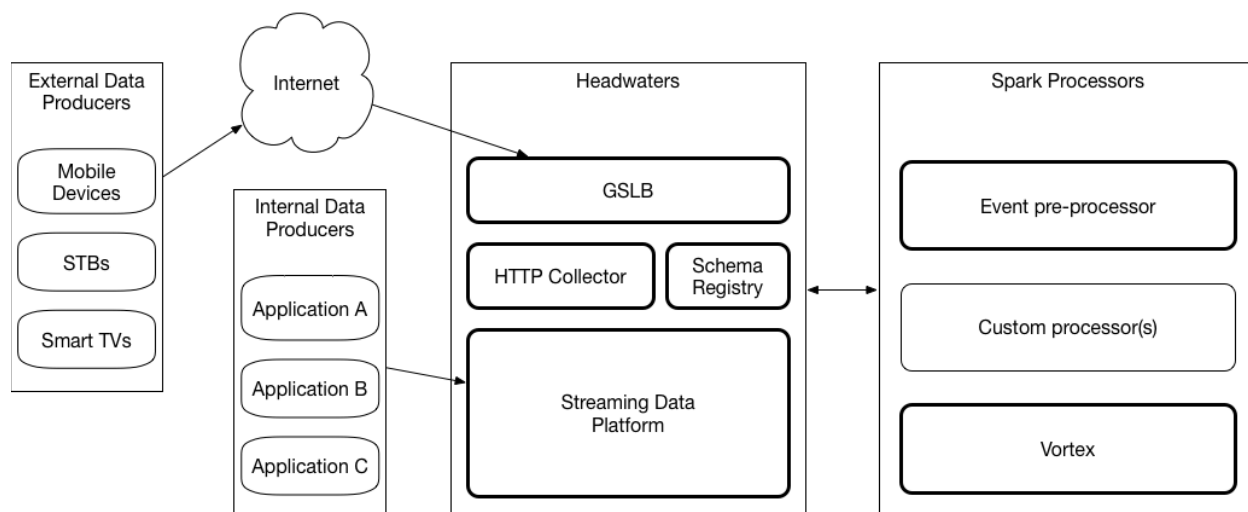 External Data
Producers
Mobile
Devices
STBs
Smart TVs
Internet
Internal Data
Producers
Application A
Application B
Application C
Headwaters
GSLB
HTTP Collector
Schema
Registry
Streaming Data
Platform
Spark Processors
Event pre-processor
Custom processor(s)
Vortex